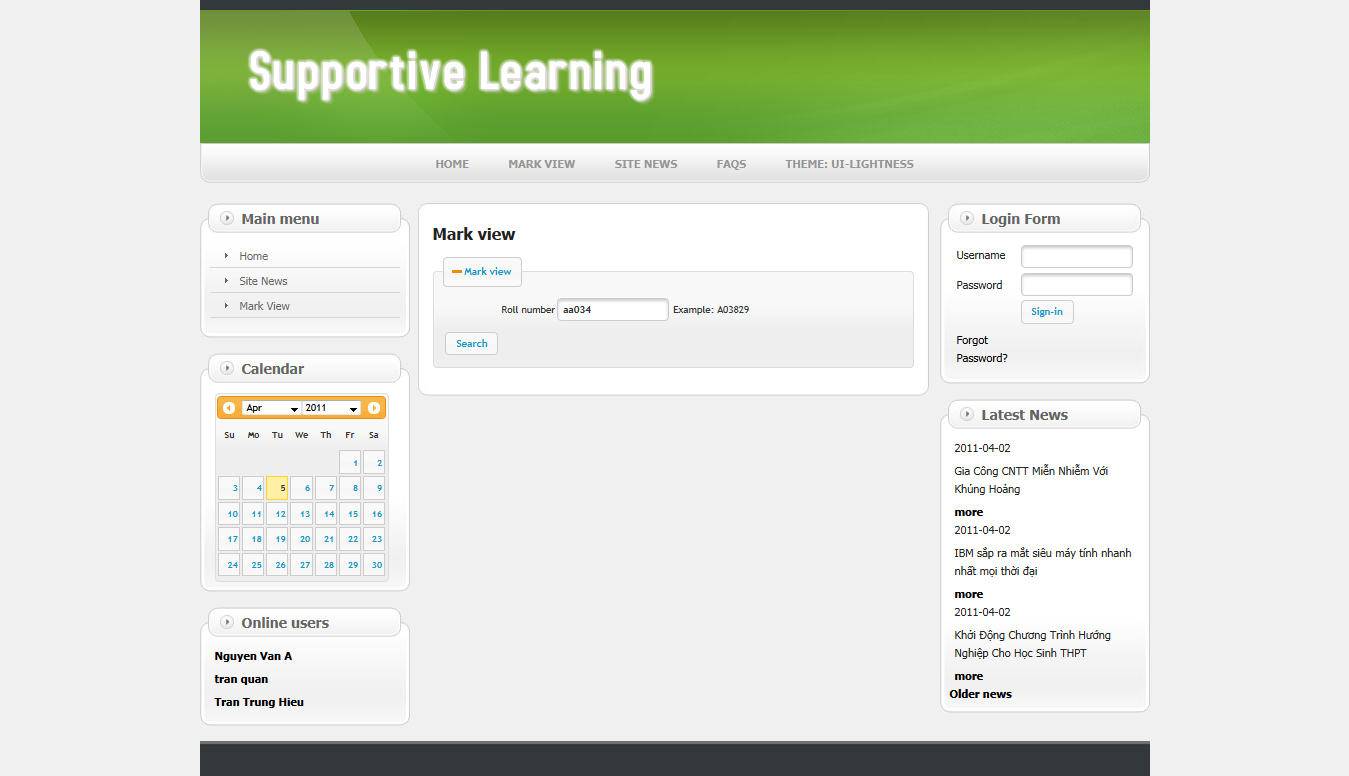 Supportive Learning
HOME MARK VIEW SITE NEWS FAQS THEME: UI-LIGHTNESS
Main menu
Home
Site News
Mark View
Calendar
Apr 2011
Su Mo Tu We Th Fr Sa
1 2
3 4 5 6 7 8 9
10 11 12 13 14 15 16
17 18 19 20 21 22 23
24 25 26 27 28 29 30
Online users
Nguyen Van A
tran quan
Tran Trung Hieu
Mark view
Mark view
Roll number aa034 Example: A03829
Search
Login Form
Username
Password
Sign-in
Forgot
Password?
Latest News
2011-04-02
Gia Công CNTT Miễn Nhiễm Với
Khủng Hoảng
more
2011-04-02
IBM sắp ra mắt siêu máy tính nhanh
nhất mọi thời đại
more
2011-04-02
Khởi Động Chương Trình Hướng
Nghiệp Cho Học Sinh THPT
more
Older news